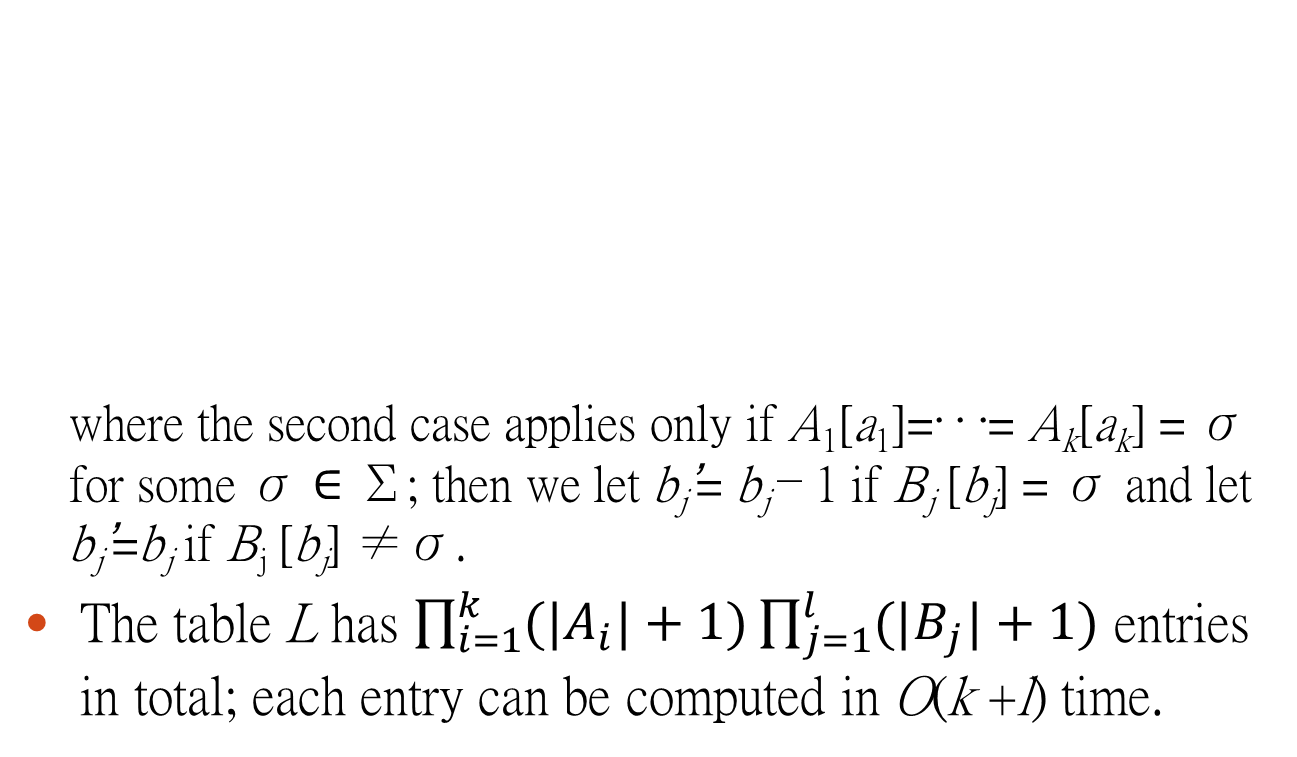 where the second case applies only if A₁[a₁]=· · ·= Aₖ[aₖ] = σ
for some σ ∈ Σ ; then we let bⱼ’= bⱼ− 1 if Bⱼ [bⱼ] = σ and let
bⱼ’=bⱼ if Bⱼ [bⱼ] ≠ σ .
• The table L has ∏ᵢ₌₁ᵏ(|Aᵢ| + 1) ∏ⱼ₌₁ˡ(|Bⱼ| + 1) entries
in total; each entry can be computed in O(k +l) time.